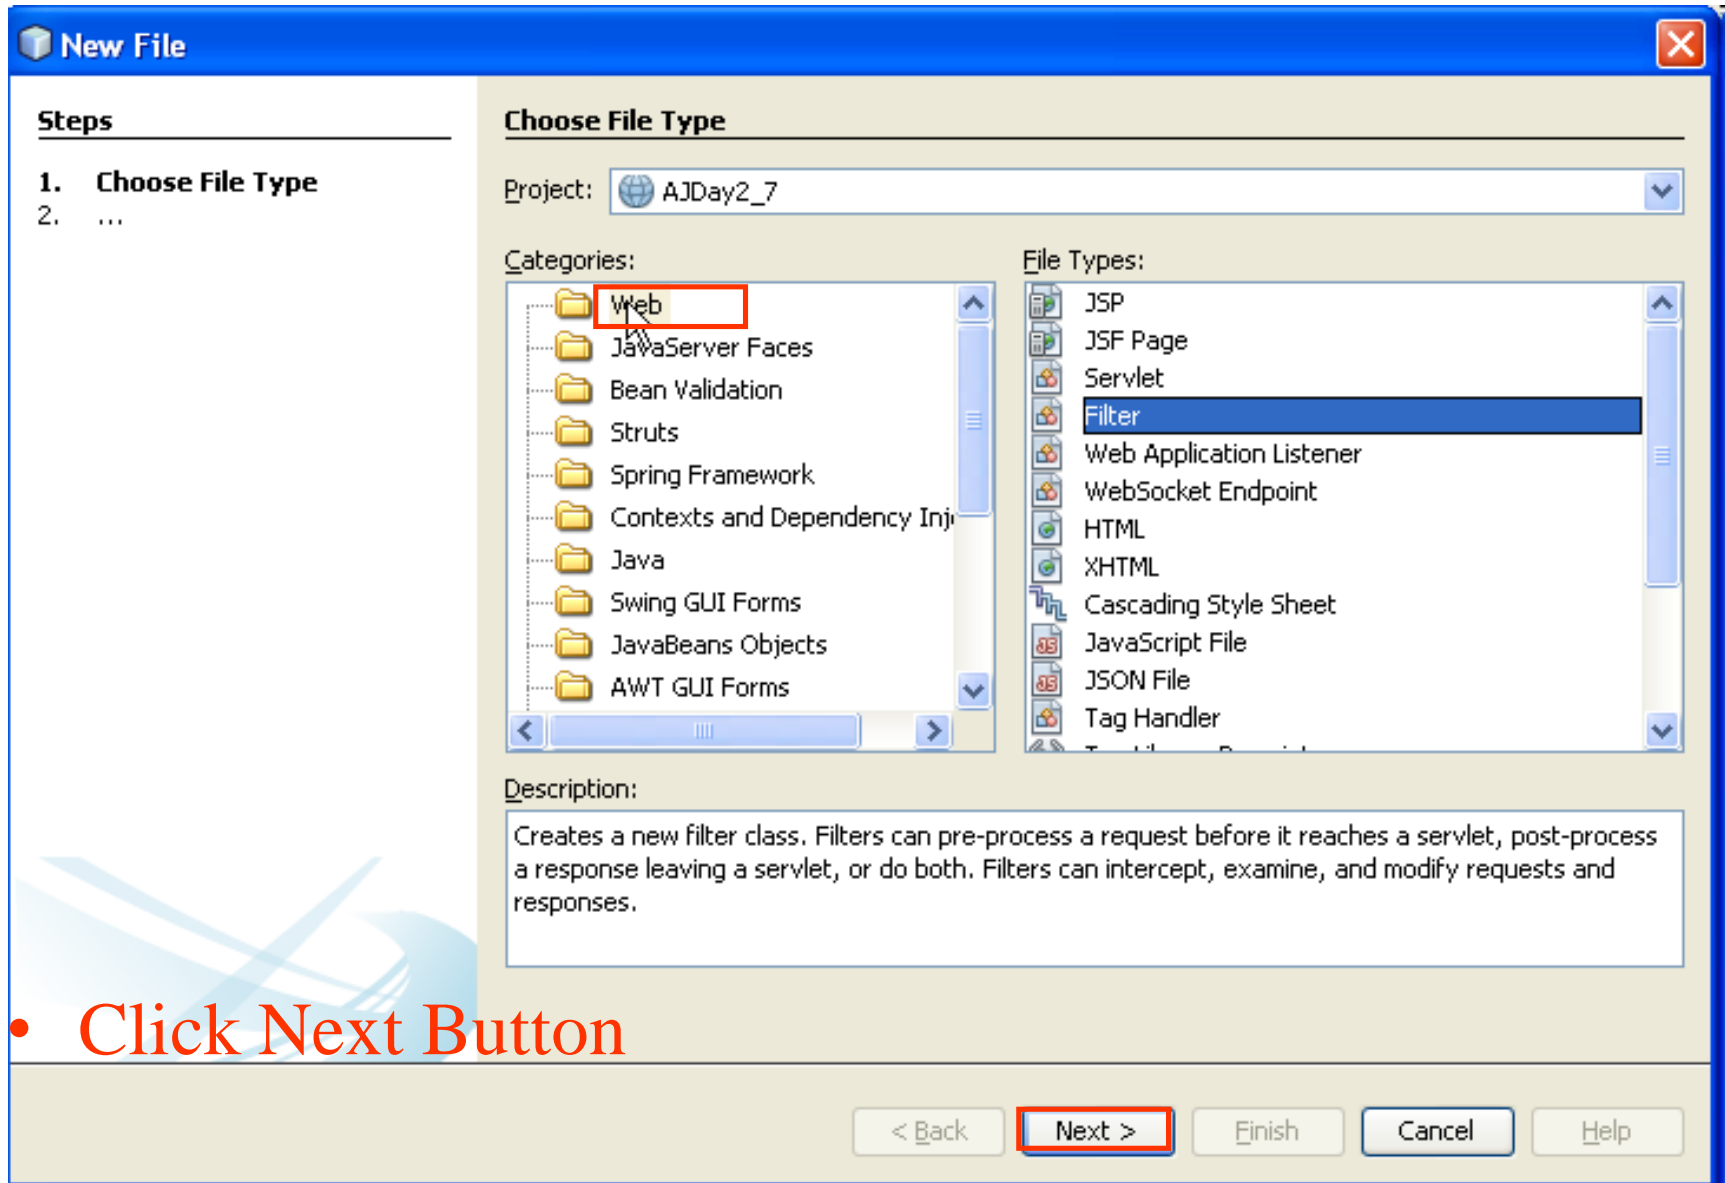 New File
Steps
1. Choose File Type
2. ...
Choose File Type
Project: AJDay2_7
Categories:
Web
JavaServer Faces
Bean Validation
Struts
Spring Framework
Contexts and Dependency Inj
Java
Swing GUI Forms
JavaBeans Objects
AWT GUI Forms
File Types:
JSP
JSF Page
Servlet
Filter
Web Application Listener
WebSocket Endpoint
HTML
XHTML
Cascading Style Sheet
JavaScript File
JSON File
Tag Handler
Description:
Creates a new filter class. Filters can pre-process a request before it reaches a servlet, post-process
a response leaving a servlet, or do both. Filters can intercept, examine, and modify requests and
responses.
• Click Next Button
< Back Next > Finish Cancel Help